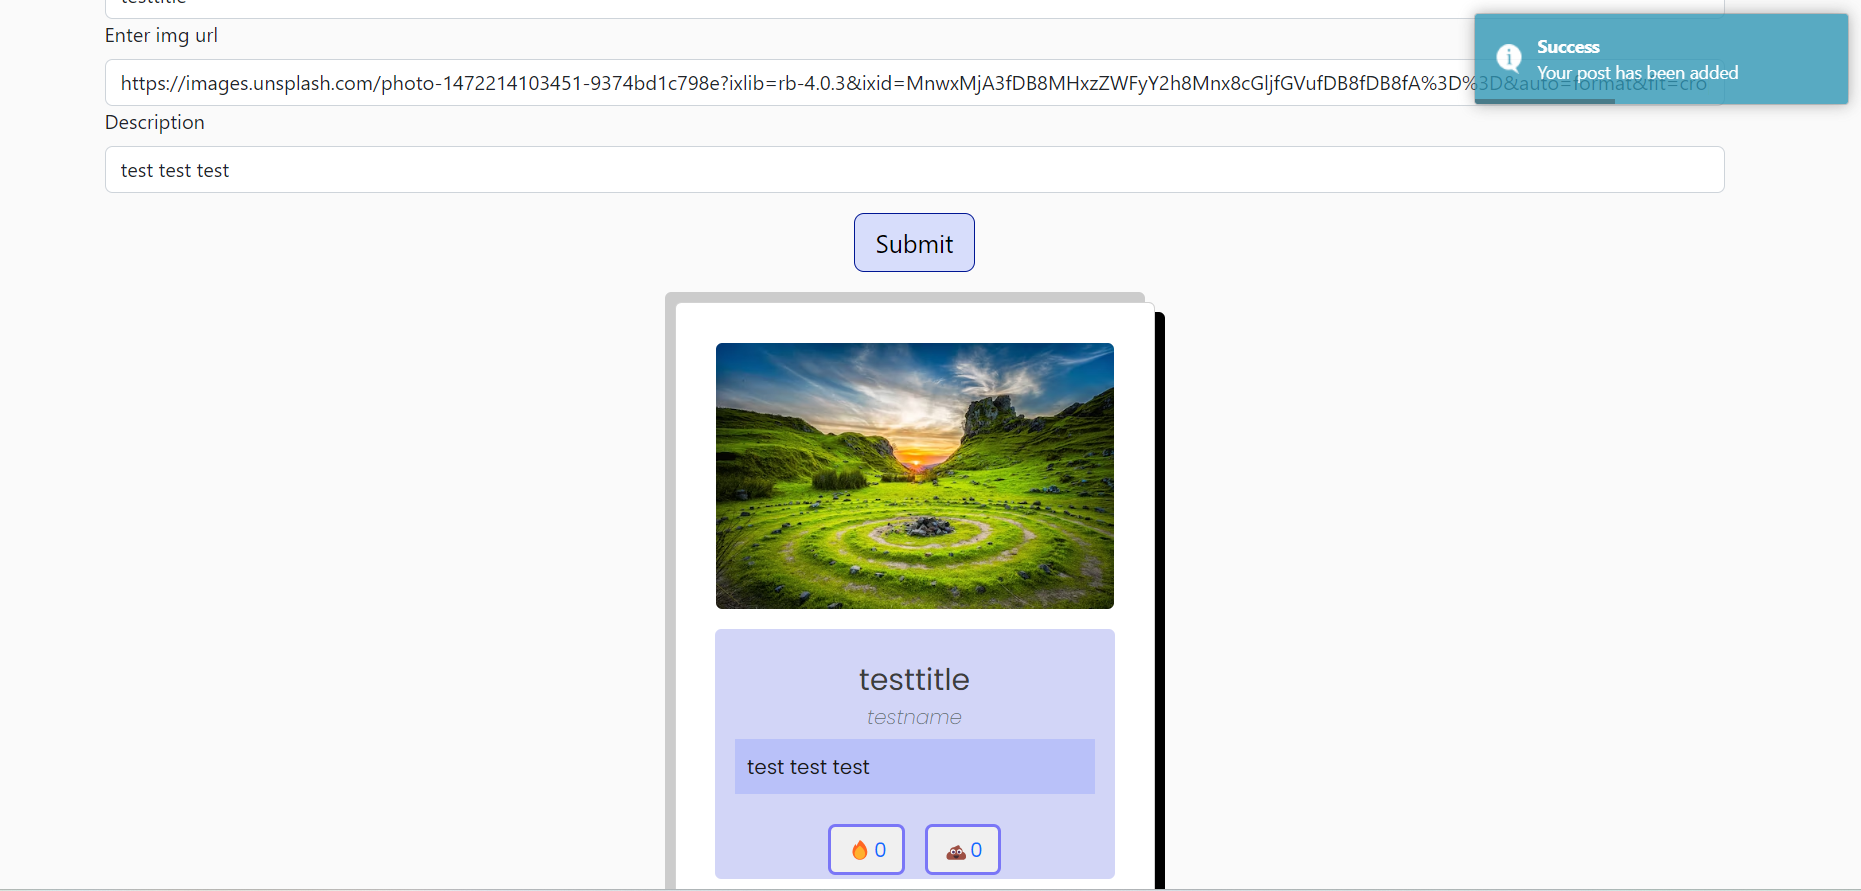 testtitle
Enter img url
https://images.unsplash.com/photo-1472214103451-9374bd1c798e?ixlib=rb-4.0.3&ixid=MnwxMjA3fDB8MHxzZWFyY2h8Mnx8cGljfGVufDB8fDB8fA%3D%3D&auto=format&fit=cro
Success
Your post has been added
Description
test test test
Submit
testtitle
testname
test test test
🔥 0 💩 0